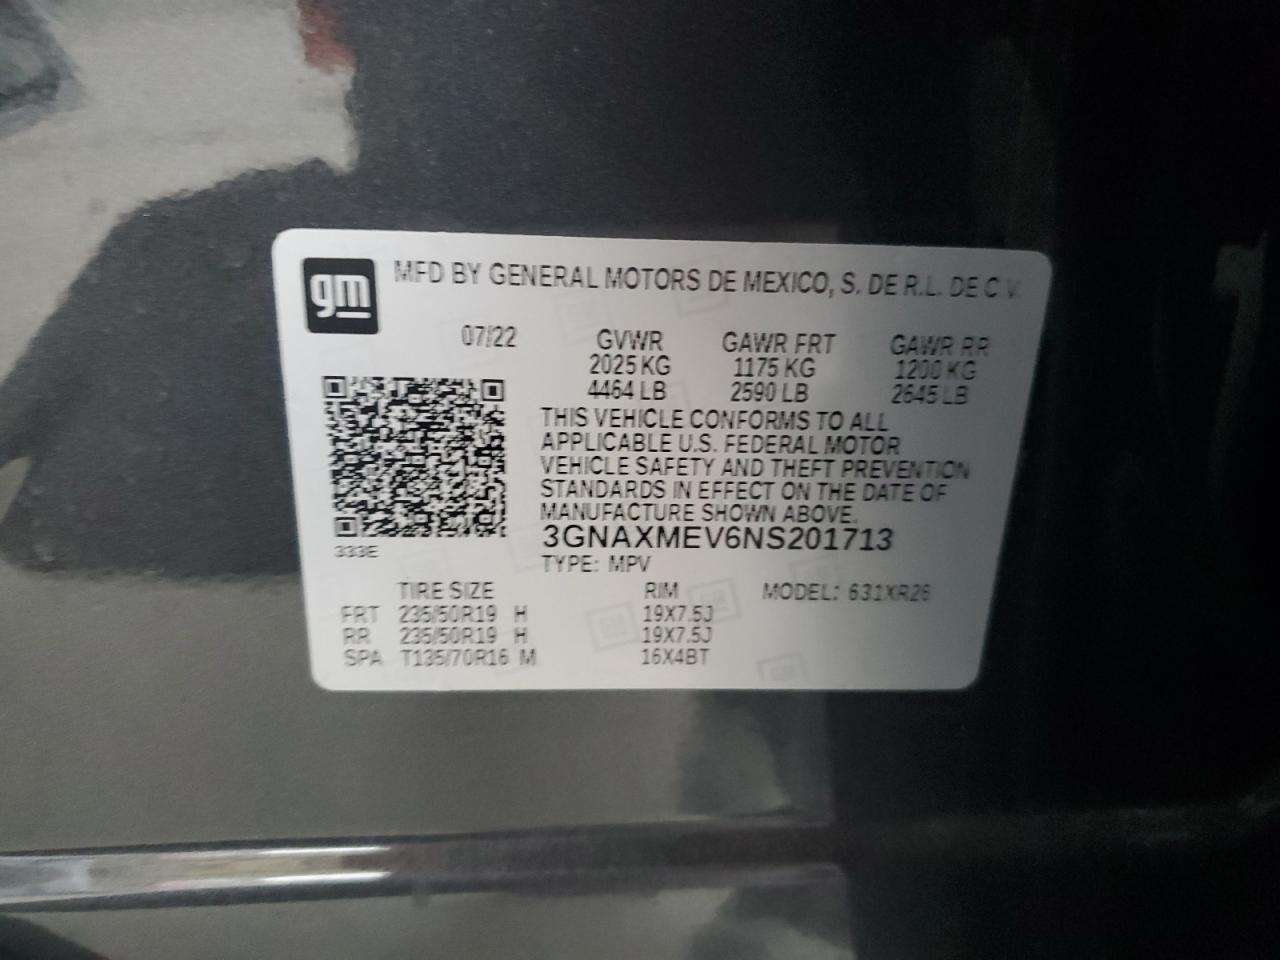 gm
MFD BY GENERAL MOTORS DE MEXICO, S. DE R.L. DE C.V.
07/22 GVWR GAWR FRT GAWR RR
2025 KG 1175 KG 1200 KG
4464 LB 2590 LB 2645 LB
THIS VEHICLE CONFORMS TO ALL
APPLICABLE U.S. FEDERAL MOTOR
VEHICLE SAFETY AND THEFT PREVENTION
STANDARDS IN EFFECT ON THE DATE OF
MANUFACTURE SHOWN ABOVE.
3GNAXMEV6NS201713
333E
TYPE: MPV
TIRE SIZE RIM MODEL: 631XR26
FRT 235/50R19 H 19X7.5J
RR 235/50R19 H 19X7.5J
SPA T135/70R16 M 16X4BT